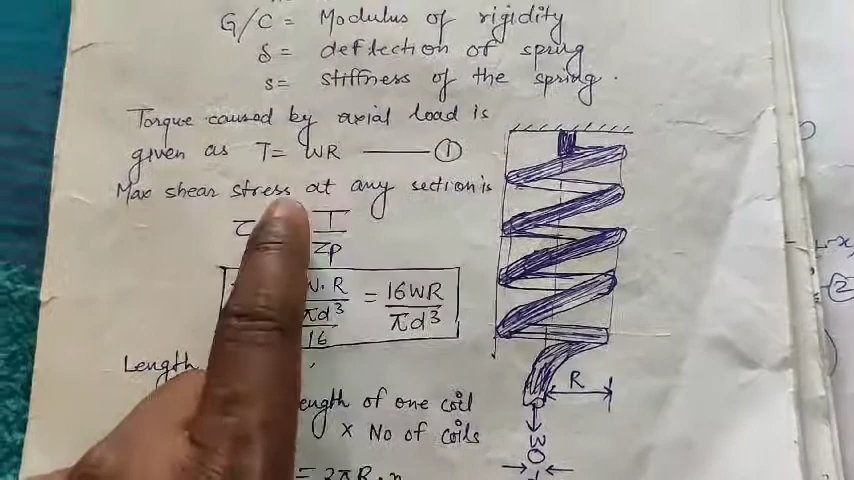 G/C = Modulus of rigidity
δ = deflection of spring
s = stiffness of the spring.
Torque caused by axial load is
given as T = WR ——— ①
Max shear stress at any section is
τ T
Zp
W.R = 16WR
πd³ πd³
16
Length
length of one coil
× No of coils
= 2πR.n
R
W
d
②